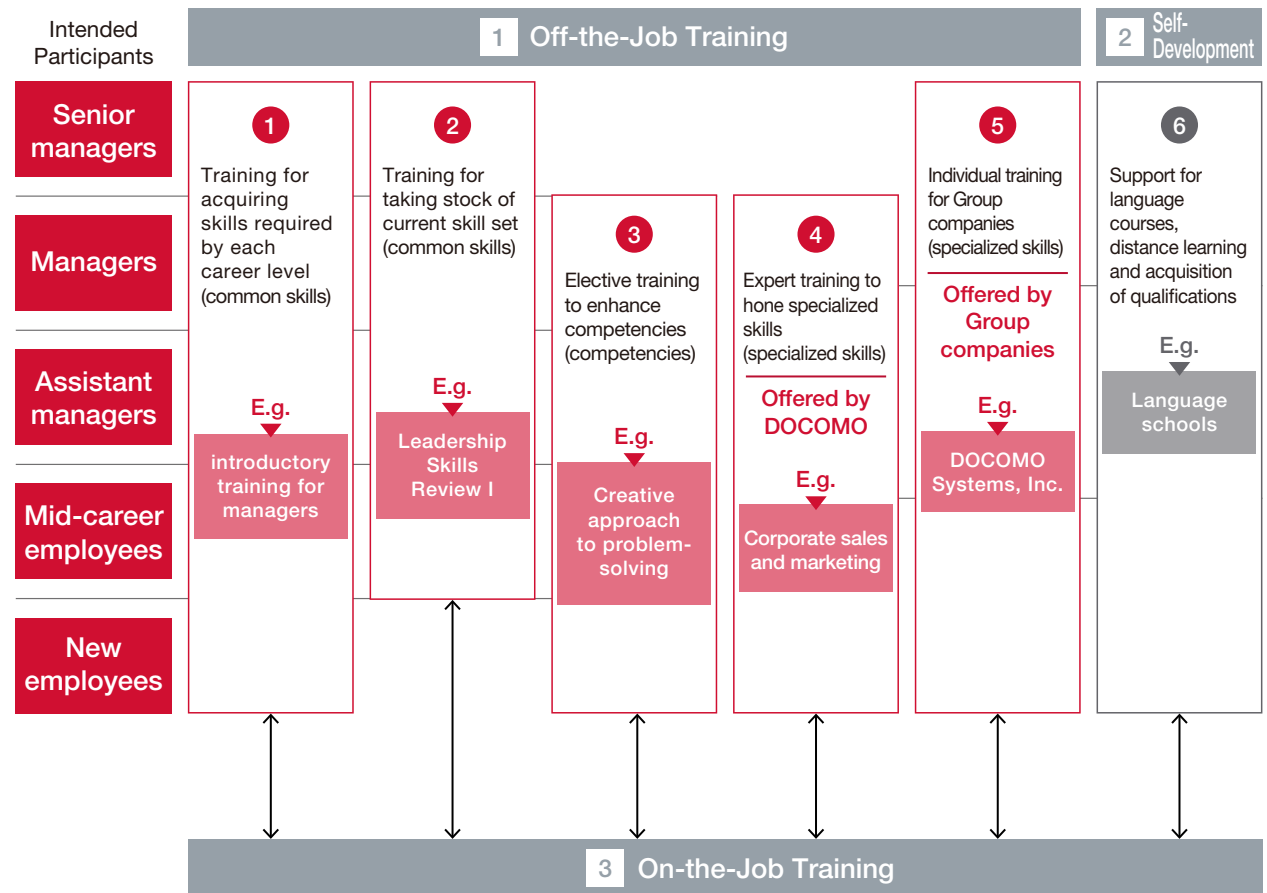 Intended
Participants
1 Off-the-Job Training
2 Self-
Development
Senior
managers
Managers
Assistant
managers
Mid-career
employees
New
employees
1
Training for
acquiring
skills required
by each
career level
(common skills)
E.g.
introductory
training for
managers
2
Training for
taking stock of
current skill set
(common skills)
E.g.
Leadership
Skills
Review I
3
Elective training
to enhance
competencies
(competencies)
E.g.
Creative
approach
to problem-
solving
4
Expert training to
hone specialized
skills
(specialized skills)
Offered by
DOCOMO
E.g.
Corporate sales
and marketing
5
Individual training
for Group
companies
(specialized skills)
Offered by
Group
companies
E.g.
DOCOMO
Systems, Inc.
6
Support for
language
courses,
distance learning
and acquisition
of qualifications
E.g.
Language
schools
3 On-the-Job Training